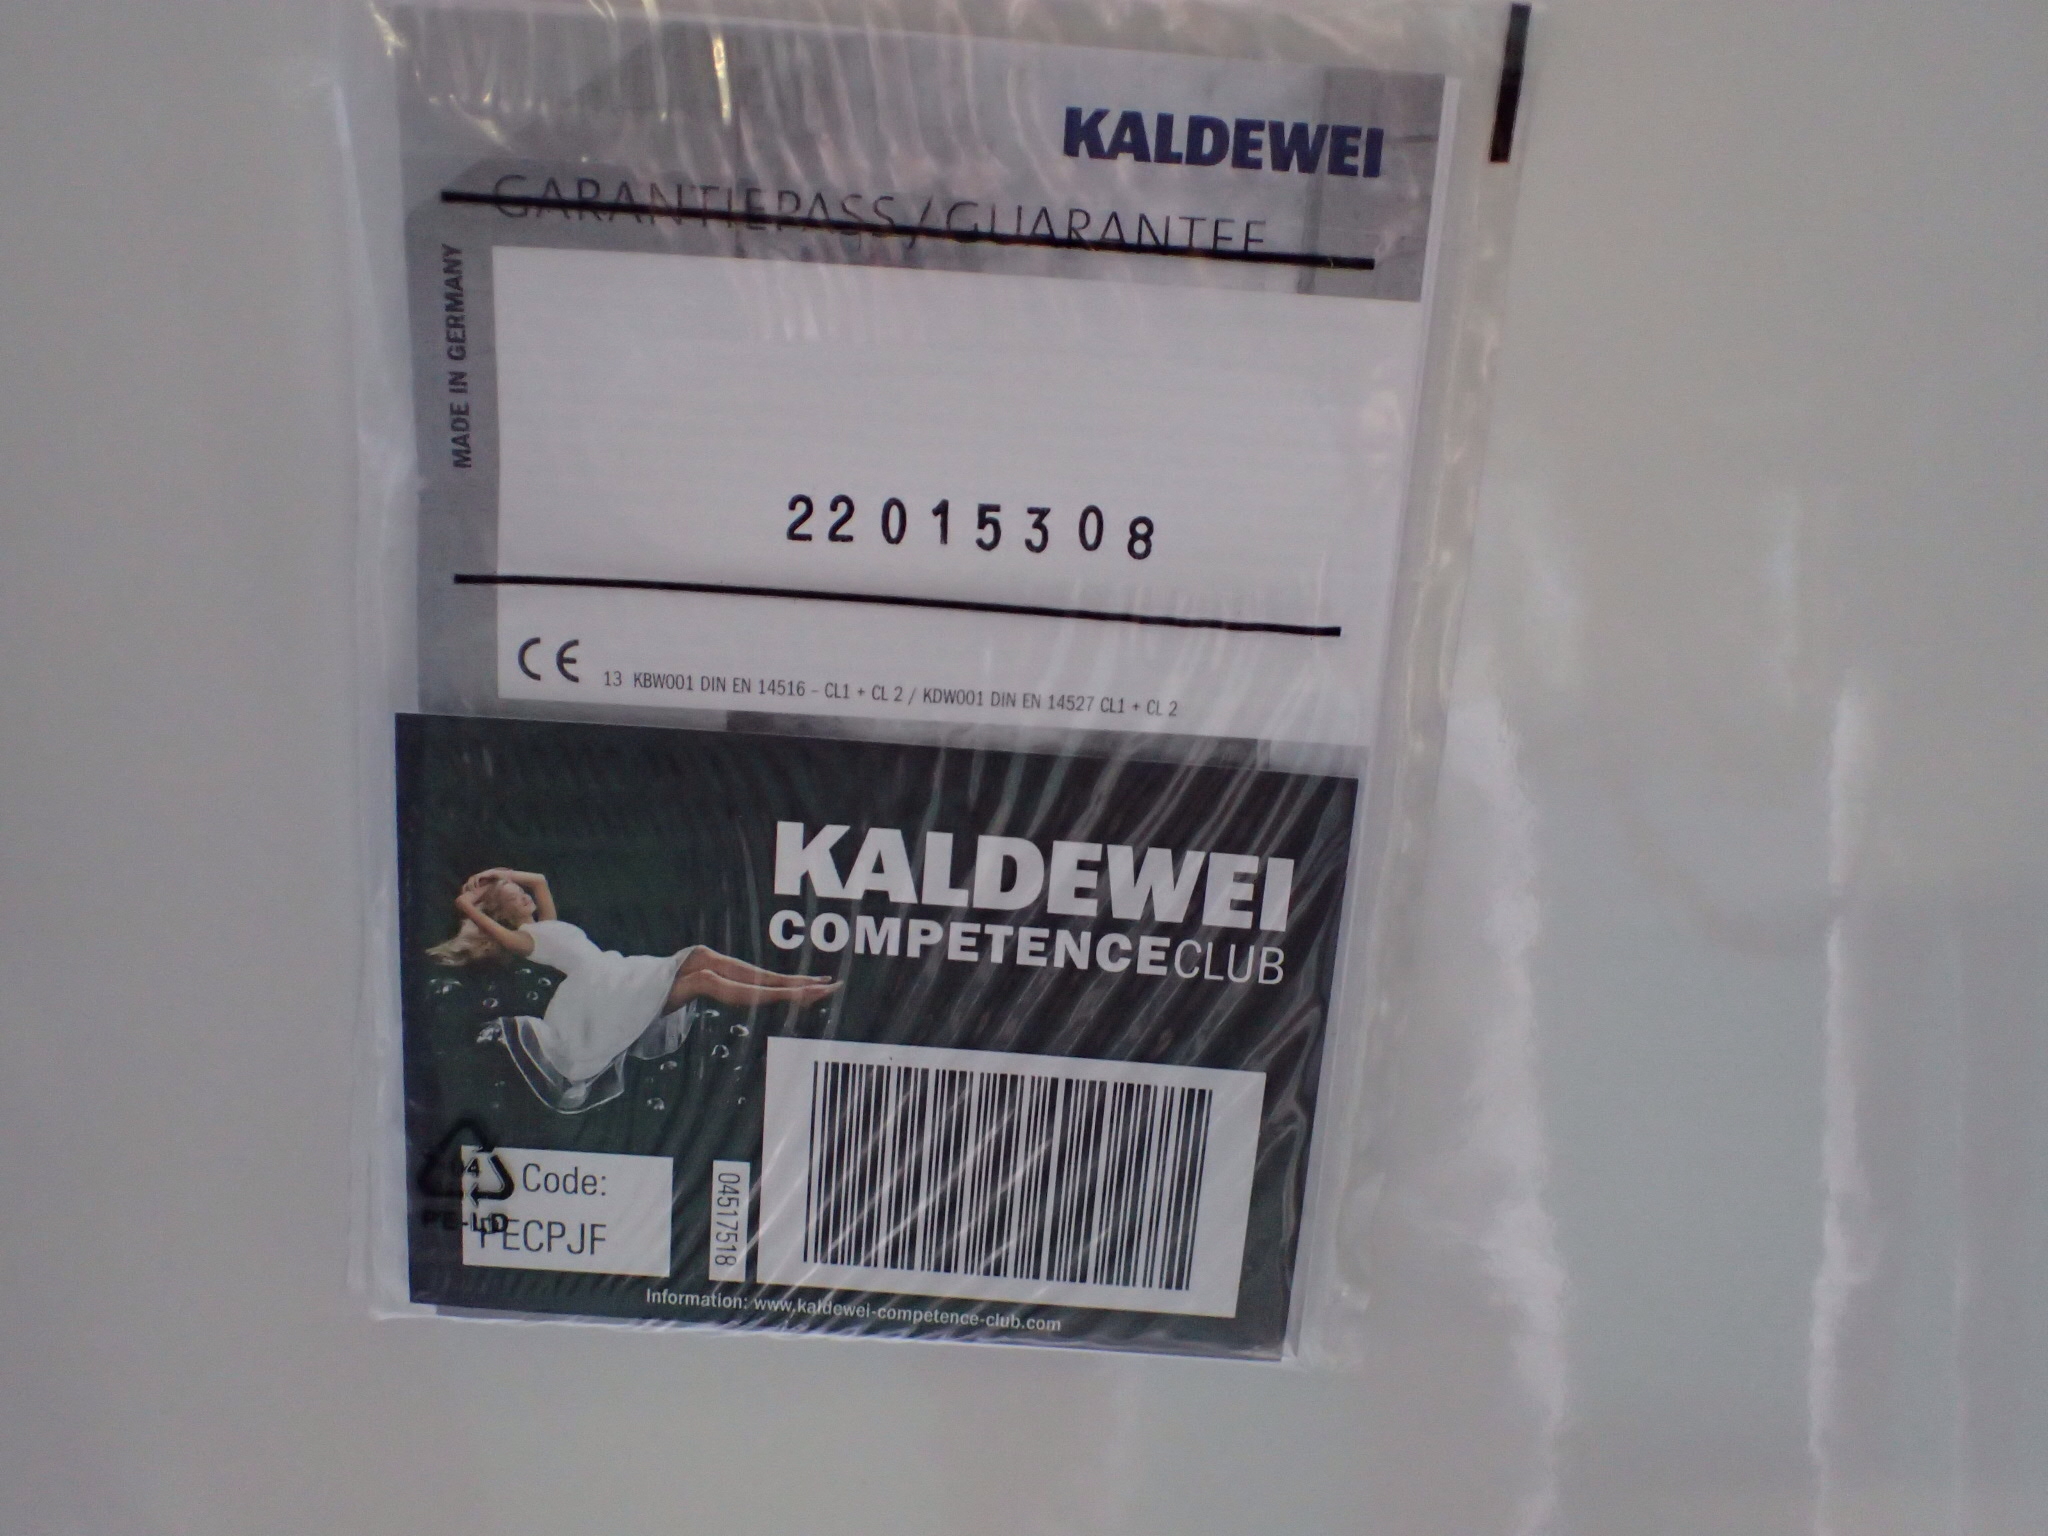 KALDEWEI
GARANTIEPASS / GUARANTEE
MADE IN GERMANY
22015308
CE 13 KBW001 DIN EN 14516 - CL1 + CL 2 / KDW001 DIN EN 14527 CL1 + CL 2
KALDEWEI
COMPETENCECLUB
04
PE-LD
Code:
04517518
Information: www.kaldewei-competence-club.com